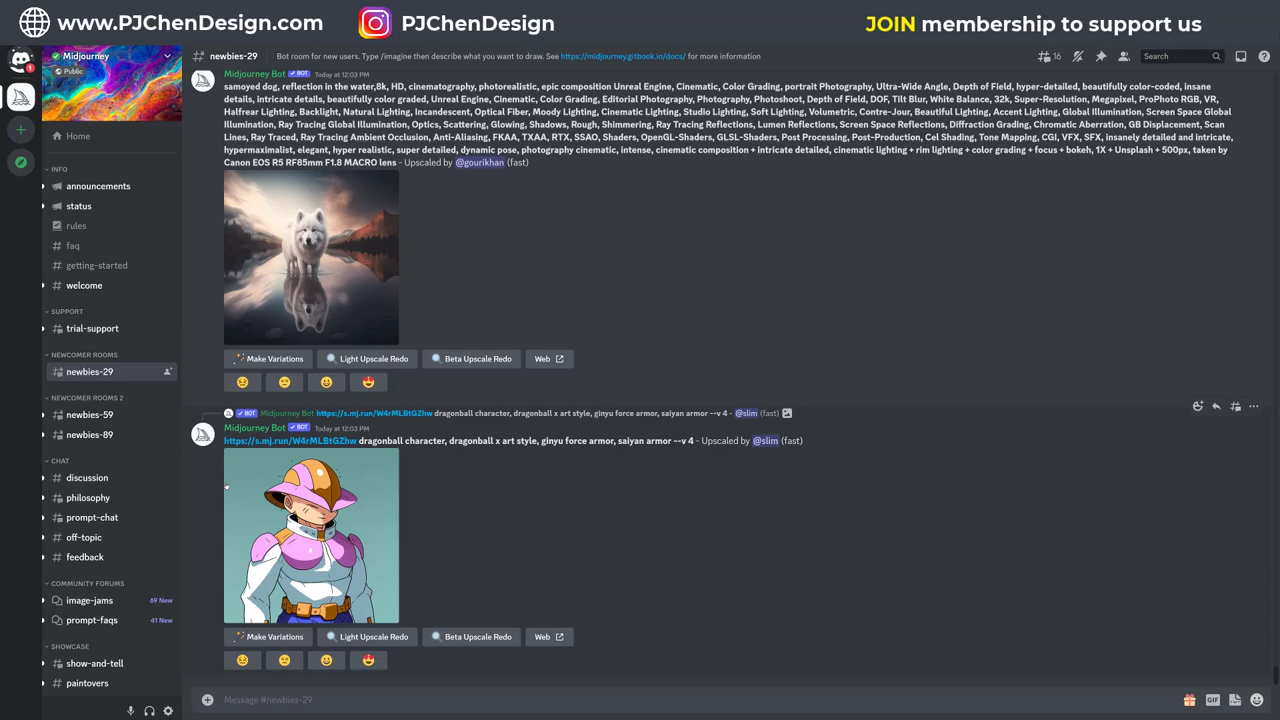 www.PJChenDesign.com
PJChenDesign
JOIN membership to support us
Midjourney
Public
1
Home
INFO
announcements
status
rules
faq
getting-started
welcome
SUPPORT
trial-support
NEWCOMER ROOMS
newbies-29
NEWCOMER ROOMS 2
newbies-59
newbies-89
CHAT
discussion
philosophy
prompt-chat
off-topic
feedback
COMMUNITY FORUMS
image-jams 69 New
prompt-faqs 41 New
SHOWCASE
show-and-tell
paintovers
newbies-29 Bot room for new users. Type /imagine then describe what you want to draw. See https://midjourney.gitbook.io/docs/ for more information
16
Search
Midjourney Bot BOT Today at 12:03 PM
samoyed dog, reflection in the water,8k, HD, cinematography, photorealistic, epic composition Unreal Engine, Cinematic, Color Grading, portrait Photography, Ultra-Wide Angle, Depth of Field, hyper-detailed, beautifully color-coded, insane
details, intricate details, beautifully color graded, Unreal Engine, Cinematic, Color Grading, Editorial Photography, Photography, Photoshoot, Depth of Field, DOF, Tilt Blur, White Balance, 32k, Super-Resolution, Megapixel, ProPhoto RGB, VR,
Halfrear Lighting, Backlight, Natural Lighting, Incandescent, Optical Fiber, Moody Lighting, Cinematic Lighting, Studio Lighting, Soft Lighting, Volumetric, Contre-Jour, Beautiful Lighting, Accent Lighting, Global Illumination, Screen Space Global
Illumination, Ray Tracing Global Illumination, Optics, Scattering, Glowing, Shadows, Rough, Shimmering, Ray Tracing Reflections, Lumen Reflections, Screen Space Reflections, Diffraction Grading, Chromatic Aberration, GB Displacement, Scan
Lines, Ray Traced, Ray Tracing Ambient Occlusion, Anti-Aliasing, FKAA, TXAA, RTX, SSAO, Shaders, OpenGL-Shaders, GLSL-Shaders, Post Processing, Post-Production, Cel Shading, Tone Mapping, CGI, VFX, SFX, insanely detailed and intricate,
hypermaximalist, elegant, hyper realistic, super detailed, dynamic pose, photography cinematic, intense, cinematic composition + intricate detailed, cinematic lighting + rim lighting + color grading + focus + bokeh, 1X + Unsplash + 500px, taken by
Canon EOS R5 RF85mm F1.8 MACRO lens - Upscaled by @gourikhan (fast)
Make Variations Light Upscale Redo Beta Upscale Redo Web
BOT Midjourney Bot https://s.mj.run/W4rMLBtGZhw dragonball character, dragonball x art style, ginyu force armor, saiyan armor --v 4 - @slim (fast)
Midjourney Bot BOT Today at 12:03 PM
https://s.mj.run/W4rMLBtGZhw dragonball character, dragonball x art style, ginyu force armor, saiyan armor --v 4 - Upscaled by @slim (fast)
Make Variations Light Upscale Redo Beta Upscale Redo Web
Message #newbies-29
GIF